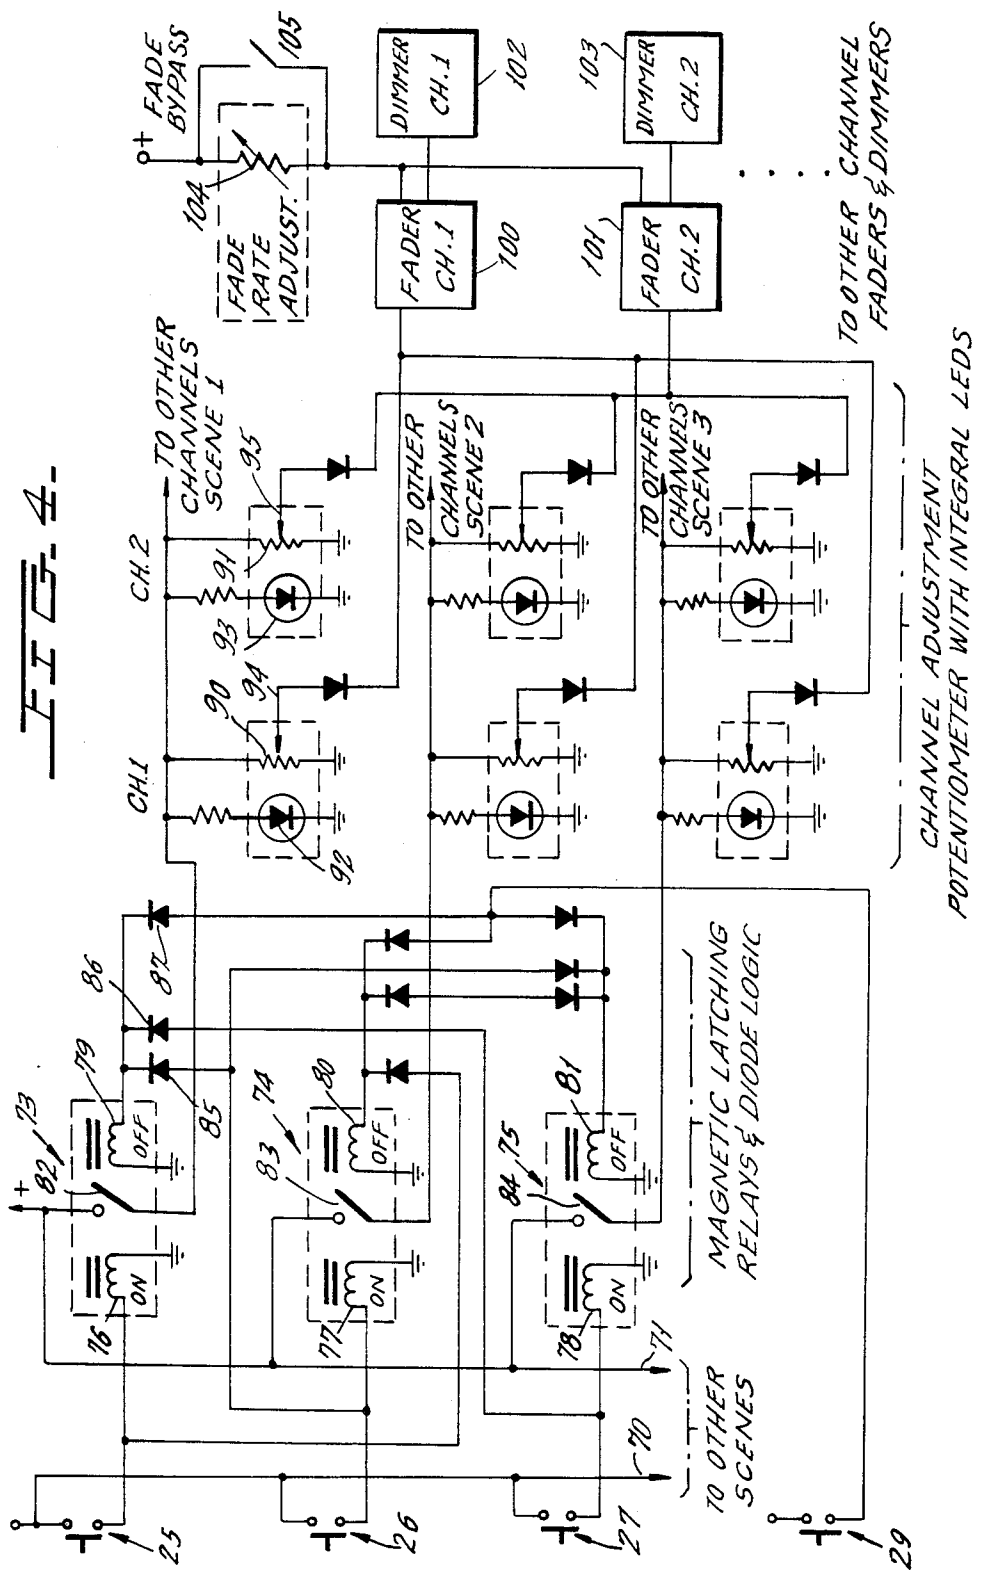 FIG. 4.
+
FADE
BYPASS
105
104
FADE
RATE
ADJUST.
DIMMER
CH. 1
102
DIMMER
CH. 2
103
FADER
CH. 1
100
FADER
CH. 2
101
TO OTHER CHANNEL
FADERS & DIMMERS
TO OTHER
CHANNELS
SCENE 1
TO OTHER
CHANNELS
SCENE 2
TO OTHER
CHANNELS
SCENE 3
CH. 2
95
91
93
CH. 1
94
90
92
CHANNEL ADJUSTMENT
POTENTIOMETER WITH INTEGRAL LEDS
87
86
85
79
73
82
+
OFF
ON
76
80
74
83
OFF
ON
77
81
75
84
OFF
ON
78
MAGNETIC LATCHING
RELAYS & DIODE LOGIC
71
70
TO OTHER
SCENES
25
26
27
29